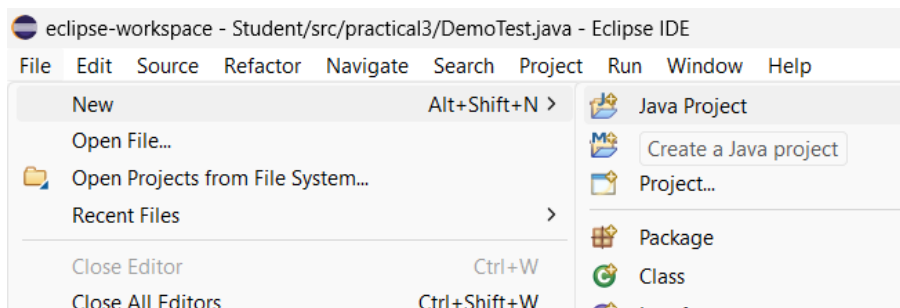 eclipse-workspace - Student/src/practical3/DemoTest.java - Eclipse IDE
File Edit Source Refactor Navigate Search Project Run Window Help
New Alt+Shift+N >
Open File...
Open Projects from File System...
Recent Files >
Close Editor Ctrl+W
Close All Editors Ctrl+Shift+W
Java Project
Create a Java project
Project...
Package
Class